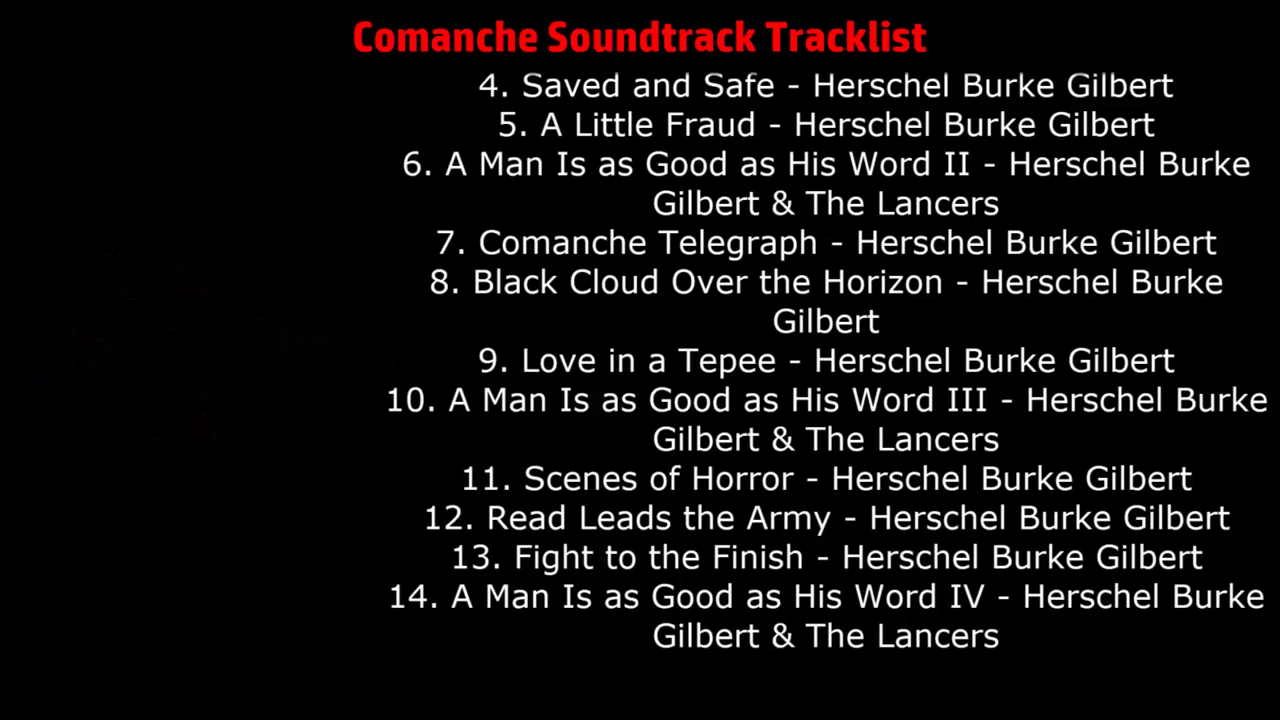 Comanche Soundtrack Tracklist
4. Saved and Safe - Herschel Burke Gilbert
5. A Little Fraud - Herschel Burke Gilbert
6. A Man Is as Good as His Word II - Herschel Burke
Gilbert & The Lancers
7. Comanche Telegraph - Herschel Burke Gilbert
8. Black Cloud Over the Horizon - Herschel Burke
Gilbert
9. Love in a Tepee - Herschel Burke Gilbert
10. A Man Is as Good as His Word III - Herschel Burke
Gilbert & The Lancers
11. Scenes of Horror - Herschel Burke Gilbert
12. Read Leads the Army - Herschel Burke Gilbert
13. Fight to the Finish - Herschel Burke Gilbert
14. A Man Is as Good as His Word IV - Herschel Burke
Gilbert & The Lancers